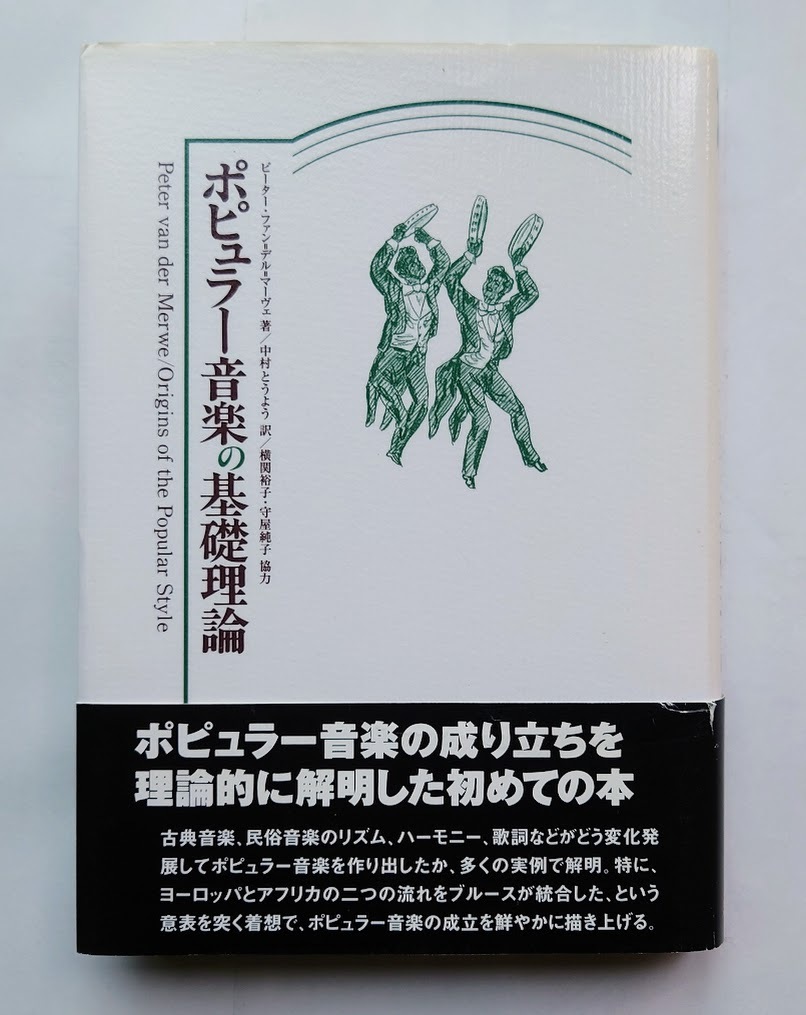 ピーター・ファン=デル=マーヴェ 著／中村とうよう 訳／横関裕子・守屋純子 協力
ポピュラー音楽の基礎理論
Peter van der Merwe/Origins of the Popular Style
ポピュラー音楽の成り立ちを
理論的に解明した初めての本
古典音楽、民俗音楽のリズム、ハーモニー、歌詞などがどう変化発
展してポピュラー音楽を作り出したか、多くの実例で解明。特に、
ヨーロッパとアフリカの二つの流れをブルースが統合した、という
意表を突く着想で、ポピュラー音楽の成立を鮮やかに描き上げる。